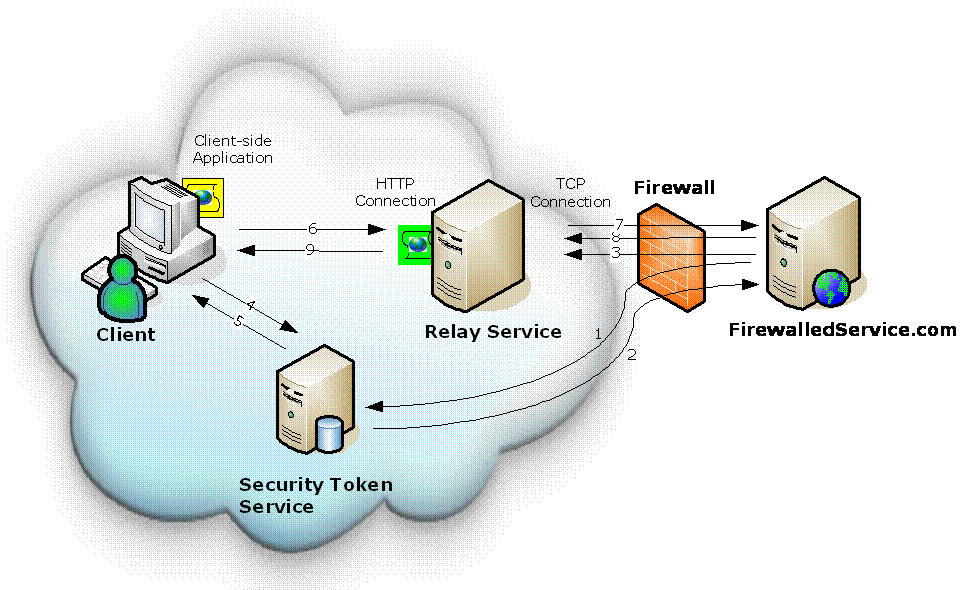 Client-side
Application
HTTP
Connection
TCP
Connection
Firewall
6
9
7
8
3
4
5
1
2
Client
Relay Service
FirewalledService.com
Security Token
Service